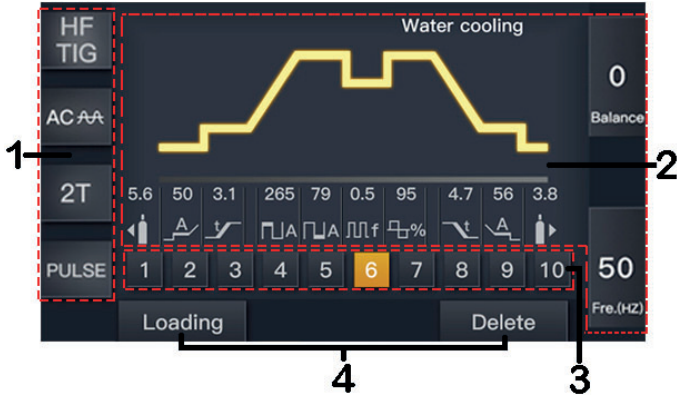 HF
TIG
AC
2T
PULSE
1
Water cooling
0
Balance
50
Fre.(HZ)
2
5.6 50 3.1 265 79 0.5 95 4.7 56 3.8
A t A A f % t A
1 2 3 4 5 6 7 8 9 10
3
Loading Delete
4